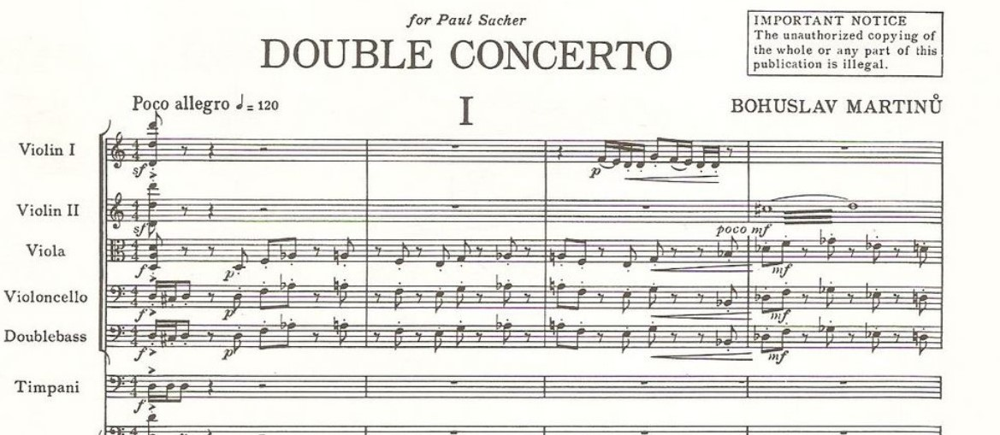 for Paul Sacher
DOUBLE CONCERTO
IMPORTANT NOTICE
The unauthorized copying of
the whole or any part of this
publication is illegal.
Poco allegro ♩= 120
I
BOHUSLAV MARTINŮ
Violin I
sf
p
Violin II
sf
poco mf
Viola
f
p
mf
Violoncello
f
p
mf
Doublebass
f
p
mf
Timpani
f